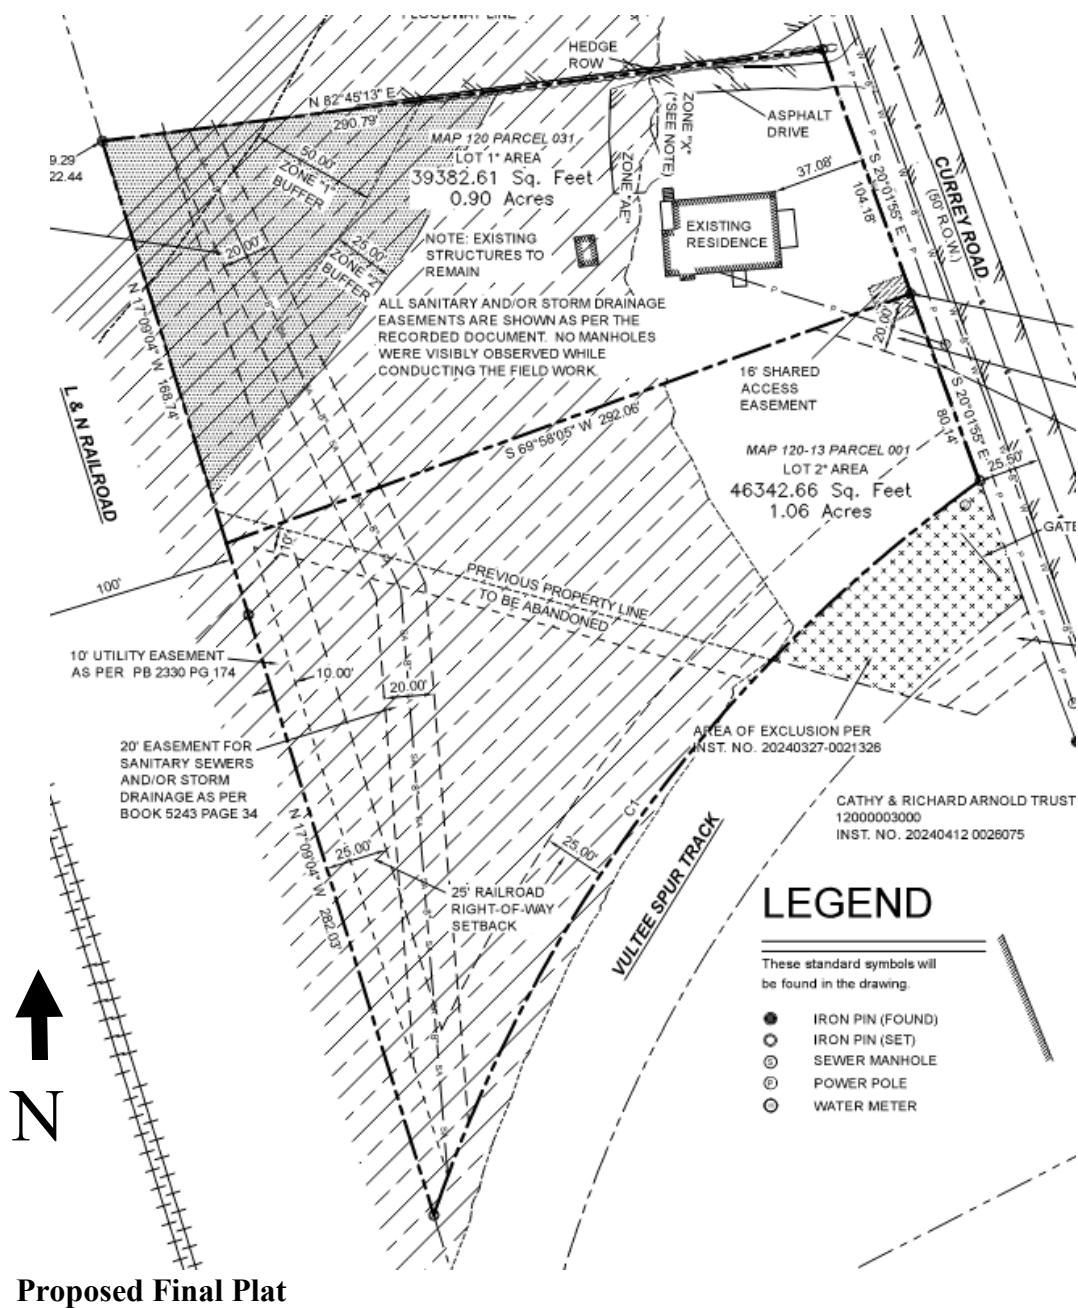 FLOODWAY LINE
HEDGE
ROW
N 82°45'13" E
290.79'
MAP 120 PARCEL 031
LOT 1* AREA
39382.61 Sq. Feet
0.90 Acres
ZONE "X"
(*SEE NOTE)
ZONE "AE"
ASPHALT
DRIVE
37.08'
S 20°01'55" E
104.18'
CURREY ROAD
(50' R.O.W.)
9.29
22.44
50.00'
ZONE "1"
BUFFER
20.00'
25.00'
ZONE "2"
BUFFER
NOTE: EXISTING
STRUCTURES TO
REMAIN
EXISTING
RESIDENCE
ALL SANITARY AND/OR STORM DRAINAGE
EASEMENTS ARE SHOWN AS PER THE
RECORDED DOCUMENT. NO MANHOLES
WERE VISIBLY OBSERVED WHILE
CONDUCTING THE FIELD WORK.
N 17°09'04" W 168.74'
L & N RAILROAD
20.00'
16' SHARED
ACCESS
EASEMENT
S 69°58'05" W 292.06'
S 20°01'55" E
80.14'
MAP 120-13 PARCEL 001
LOT 2* AREA
46342.66 Sq. Feet
1.06 Acres
25.50'
GATE
10'
100'
PREVIOUS PROPERTY LINE
TO BE ABANDONED
10' UTILITY EASEMENT
AS PER PB 2330 PG 174
10.00'
20.00'
20' EASEMENT FOR
SANITARY SEWERS
AND/OR STORM
DRAINAGE AS PER
BOOK 5243 PAGE 34
AREA OF EXCLUSION PER
INST. NO. 20240327-0021326
CATHY & RICHARD ARNOLD TRUST
12000003000
INST. NO. 20240412 0026075
C1
25.00'
25.00'
N 17°09'04" W 282.03'
25' RAILROAD
RIGHT-OF-WAY
SETBACK
VULTEE SPUR TRACK
LEGEND
These standard symbols will
be found in the drawing.
IRON PIN (FOUND)
IRON PIN (SET)
S SEWER MANHOLE
P POWER POLE
WATER METER
N
Proposed Final Plat